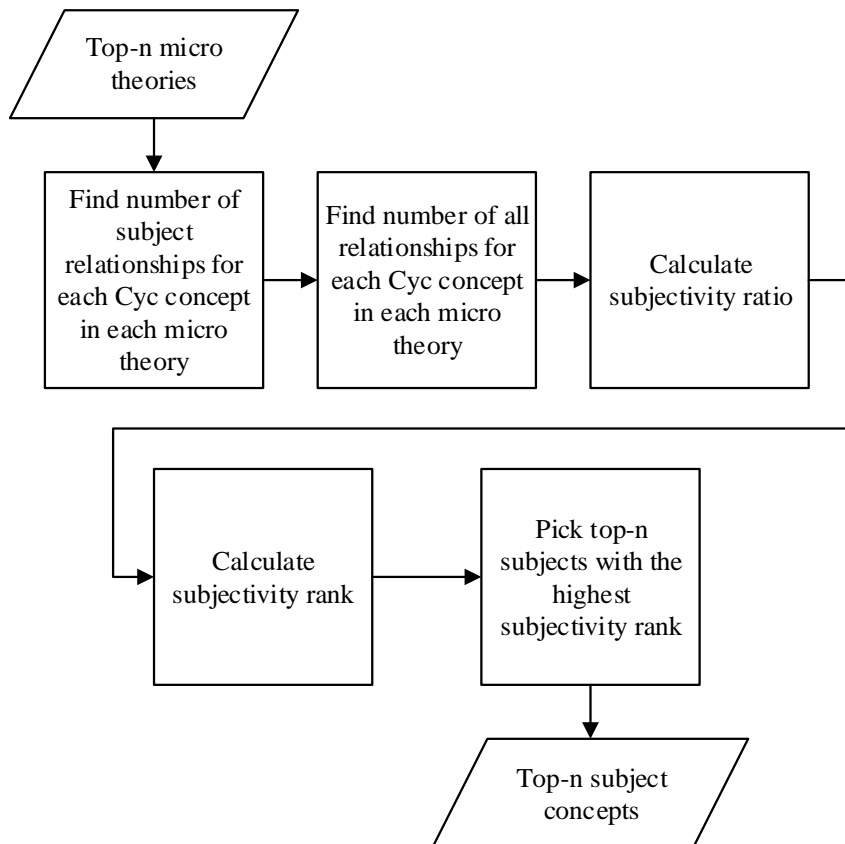 Top-n micro
theories
Find number of
subject
relationships for
each Cyc concept
in each micro
theory
Find number of all
relationships for
each Cyc concept
in each micro
theory
Calculate
subjectivity ratio
Calculate
subjectivity rank
Pick top-n
subjects with the
highest
subjectivity rank
Top-n subject
concepts